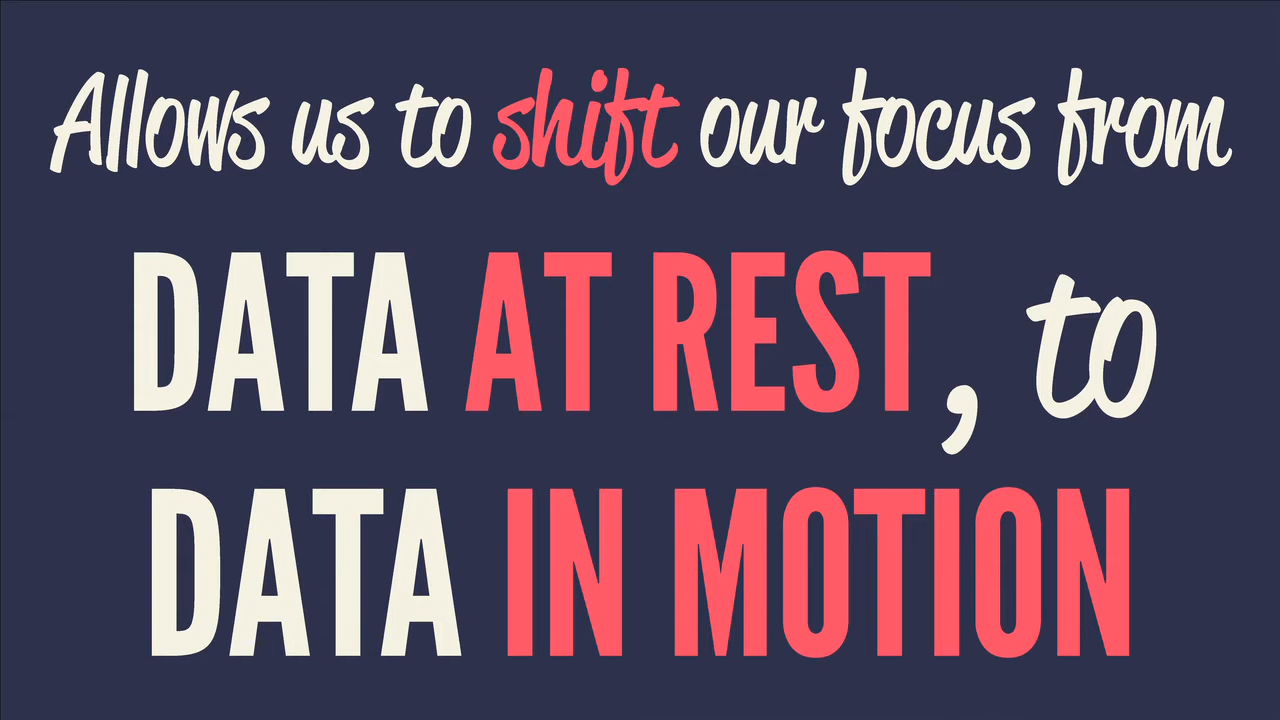 Allows us to shift our focus from
DATA AT REST, to
DATA IN MOTION